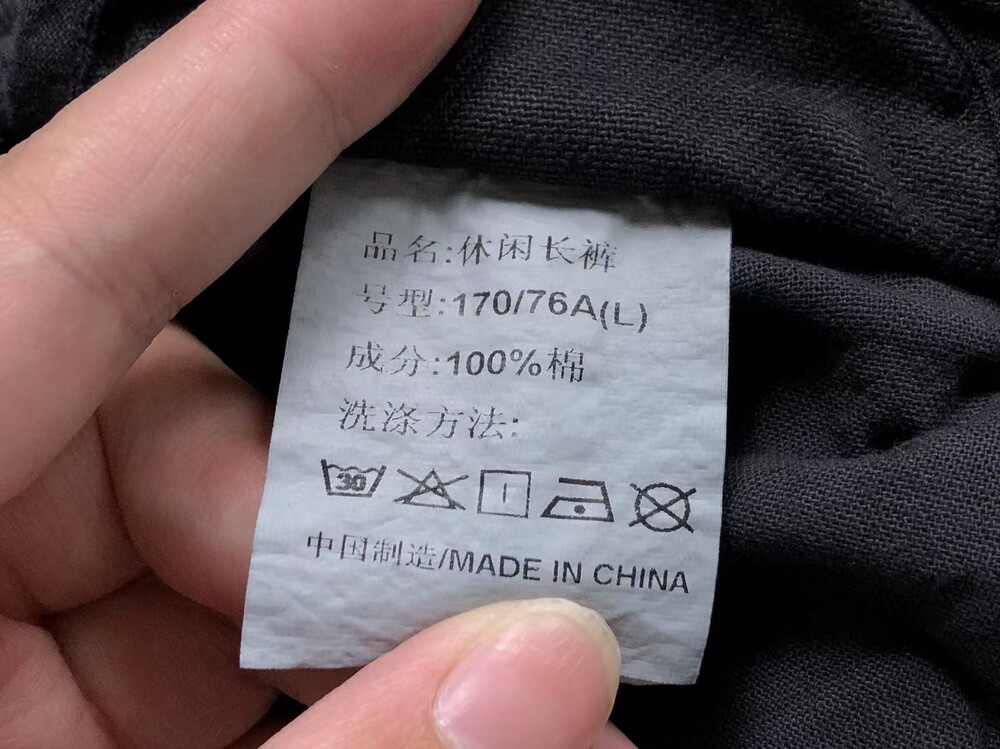 品名:休闲长裤
号型:170/76A(L)
成分:100%棉
洗涤方法:
30
中国制造/MADE IN CHINA